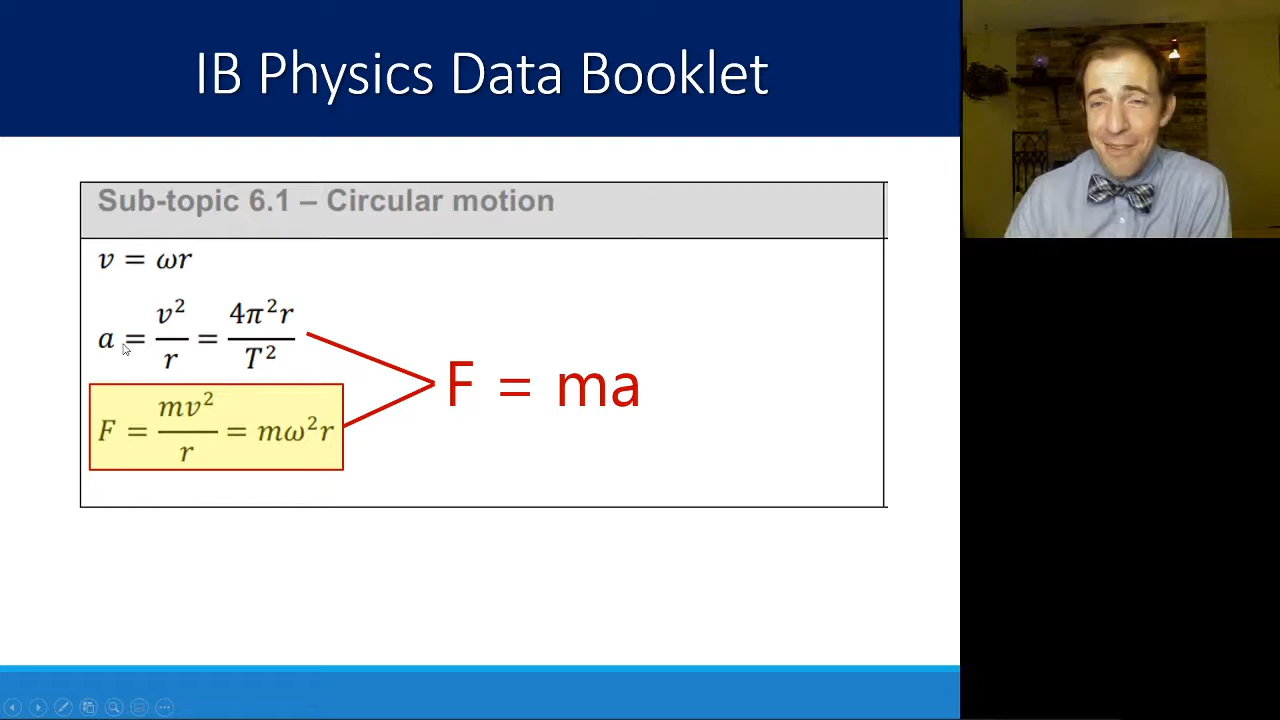 IB Physics Data Booklet
Sub-topic 6.1 – Circular motion
v = ωr
a = v²/r = 4π²r/T²
F = ma
F = mv²/r = mω²r